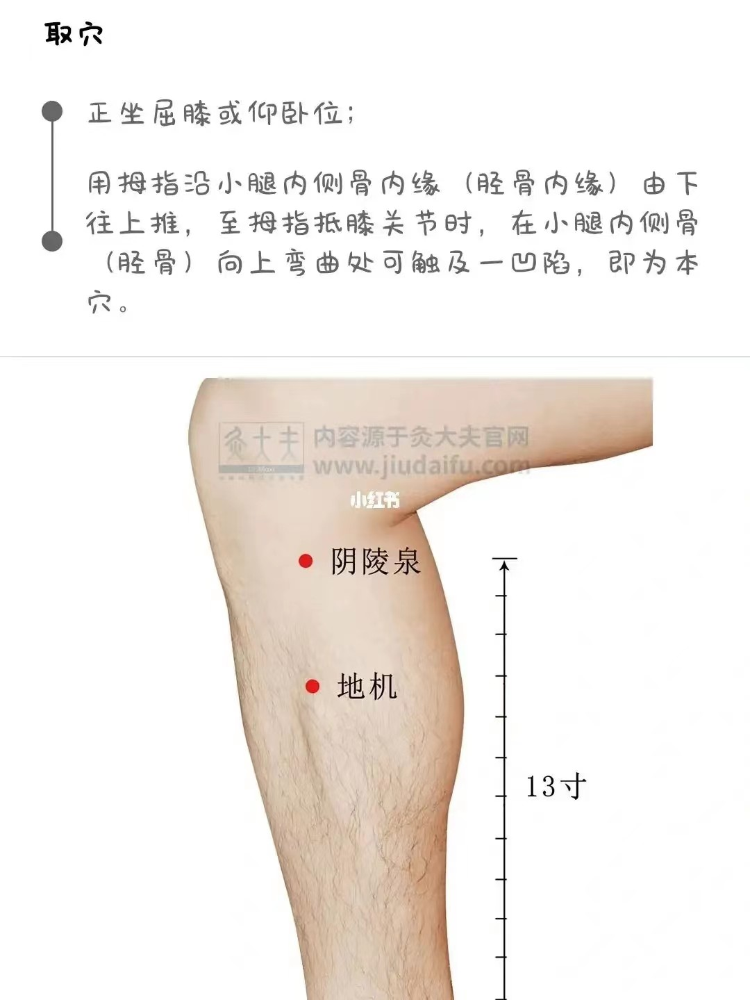 取穴
正坐屈膝或仰卧位;
用拇指沿小腿内侧骨内缘（胫骨内缘）由下
往上推，至拇指抵膝关节时，在小腿内侧骨
（胫骨）向上弯曲处可触及一凹陷，即为本
穴。
灸大夫
内容源于灸大夫官网
www.jiudaifu.com
小红书
阴陵泉
地机
13寸